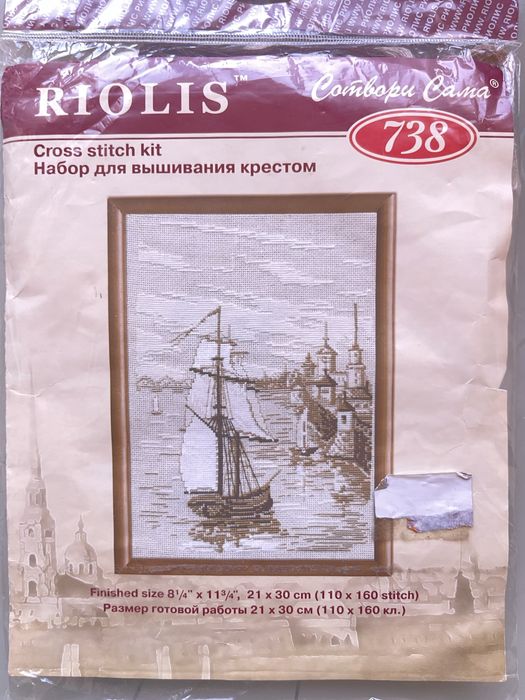 RIOLIS™
Сотвори Сама®
738
Cross stitch kit
Набор для вышивания крестом
Finished size 8¼" x 11¾", 21 x 30 cm (110 x 160 stitch)
Размер готовой работы 21 x 30 см (110 x 160 кл.)